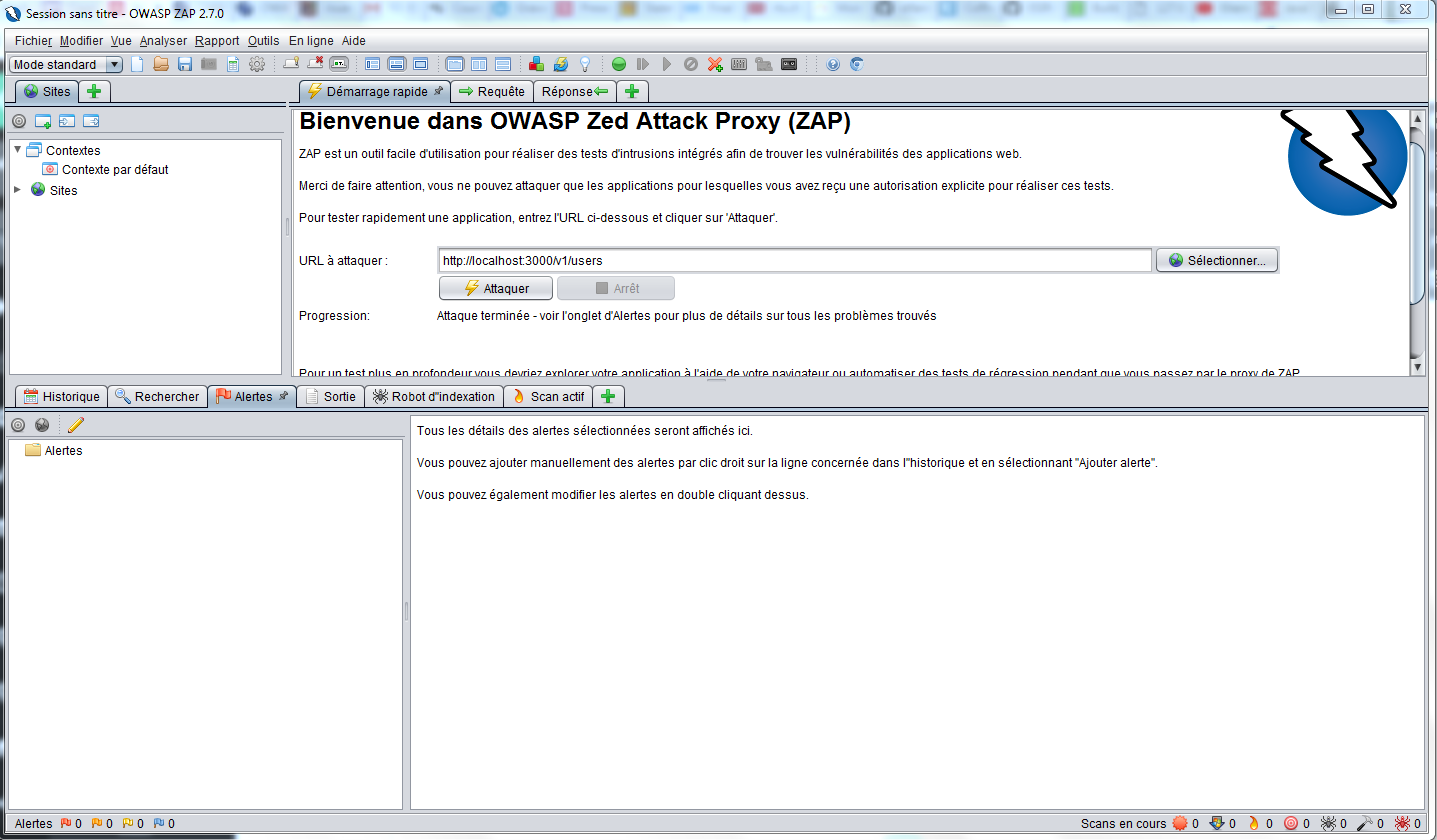 Session sans titre - OWASP ZAP 2.7.0
Fichier Modifier Vue Analyser Rapport Outils En ligne Aide
Mode standard
Sites
Démarrage rapide Requête Réponse
Contextes
Contexte par défaut
Sites
Bienvenue dans OWASP Zed Attack Proxy (ZAP)
ZAP est un outil facile d'utilisation pour réaliser des tests d'intrusions intégrés afin de trouver les vulnérabilités des applications web.
Merci de faire attention, vous ne pouvez attaquer que les applications pour lesquelles vous avez reçu une autorisation explicite pour réaliser ces tests.
Pour tester rapidement une application, entrez l'URL ci-dessous et cliquer sur 'Attaquer'.
URL à attaquer : http://localhost:3000/v1/users Sélectionner...
Attaquer Arrêt
Progression: Attaque terminée - voir l'onglet d'Alertes pour plus de détails sur tous les problèmes trouvés
Pour un test plus en profondeur vous devriez explorer votre application à l'aide de votre navigateur ou automatiser des tests de régression pendant que vous passez par le proxy de ZAP
Historique Rechercher Alertes Sortie Robot d"indexation Scan actif
Alertes
Tous les détails des alertes sélectionnées seront affichés ici.
Vous pouvez ajouter manuellement des alertes par clic droit sur la ligne concernée dans l"historique et en sélectionnant "Ajouter alerte".
Vous pouvez également modifier les alertes en double cliquant dessus.
Alertes 0 0 0 0 Scans en cours 0 0 0 0 0 0 0